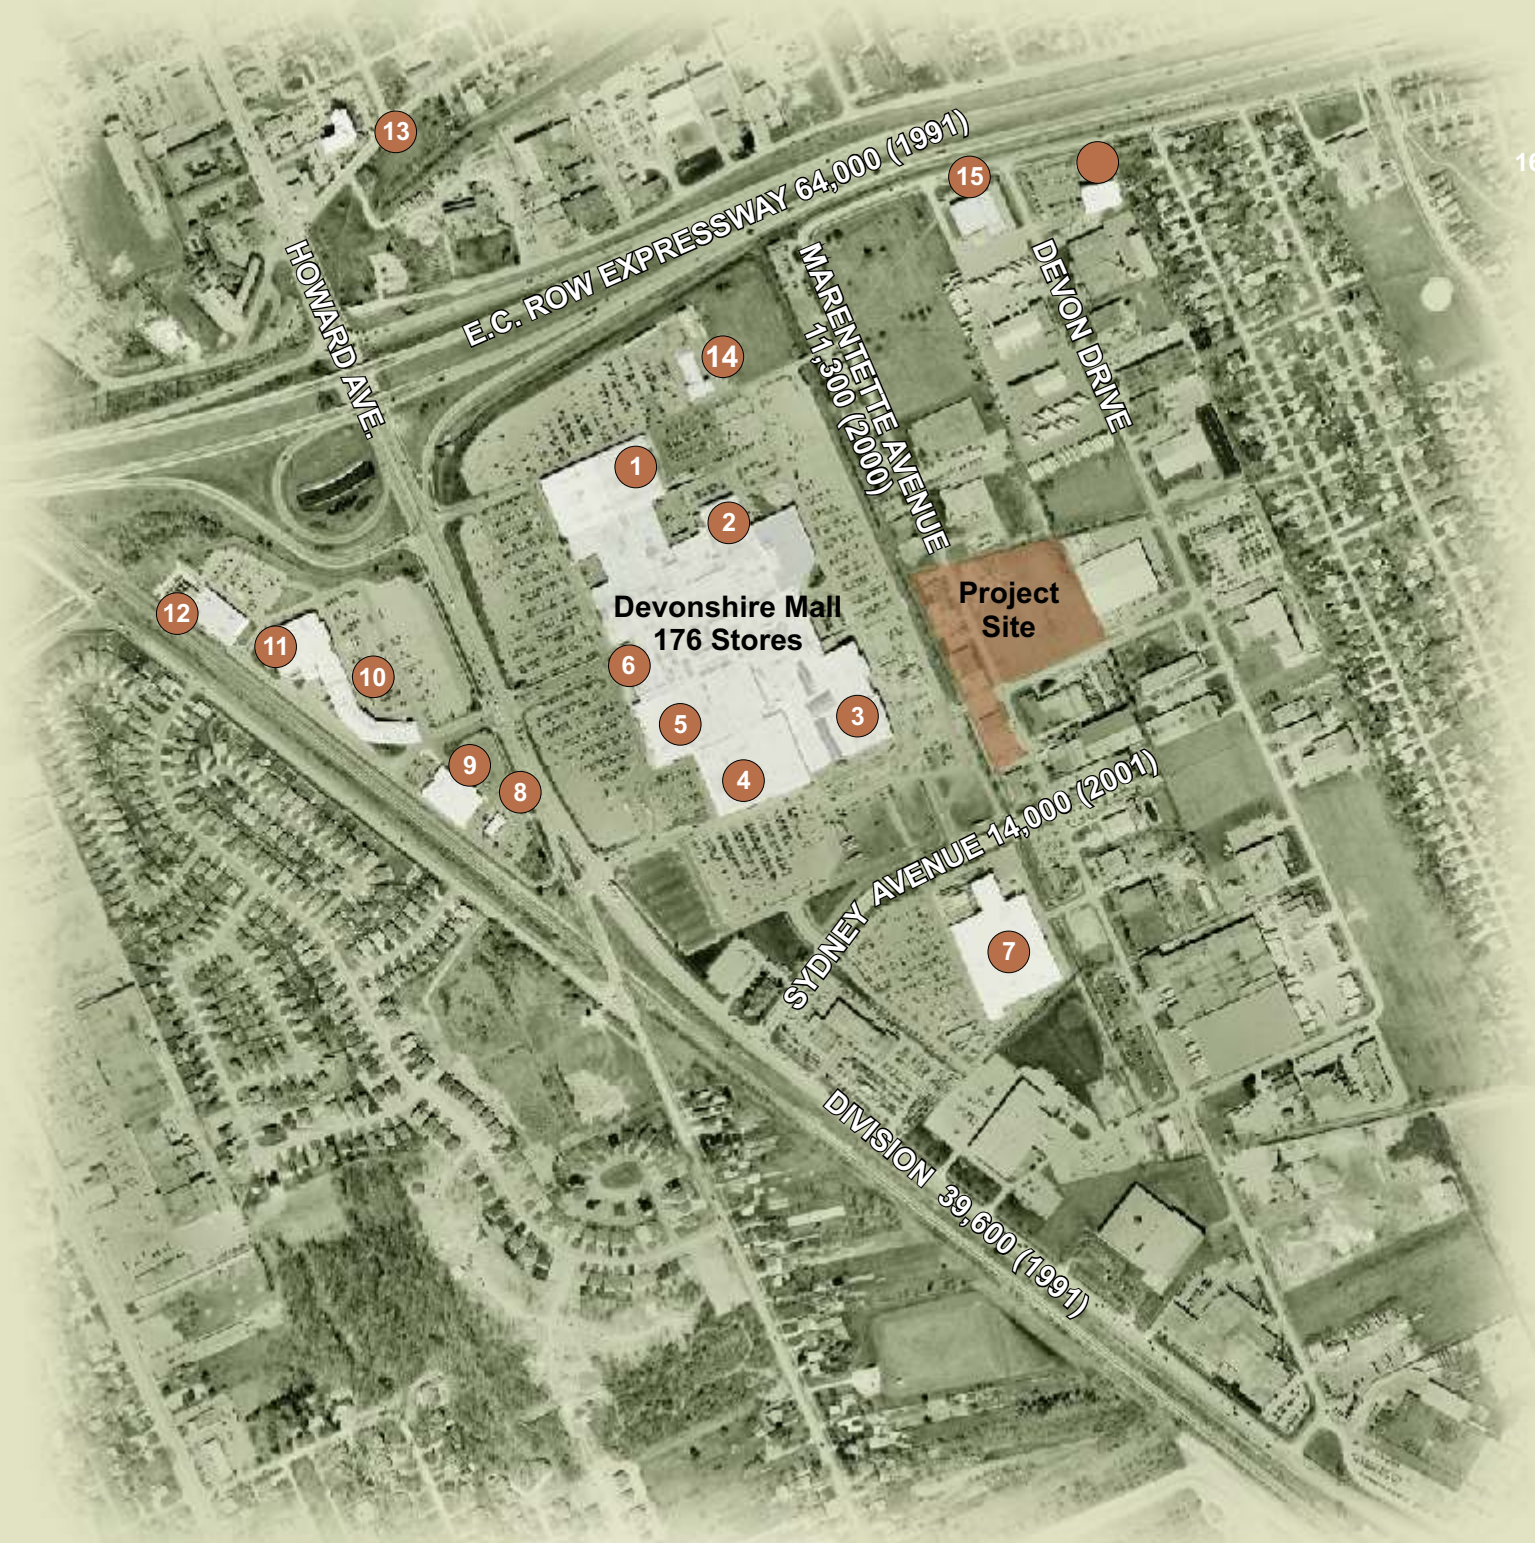 13
15
16
HOWARD AVE.
E.C. ROW EXPRESSWAY 64,000 (1991)
MARENTETTE AVENUE
11,300 (2000)
DEVON DRIVE
14
1
2
Devonshire Mall
176 Stores
Project
Site
12
11
10
6
5
3
4
9
8
SYDNEY AVENUE 14,000 (2001)
7
DIVISION 39,600 (1991)